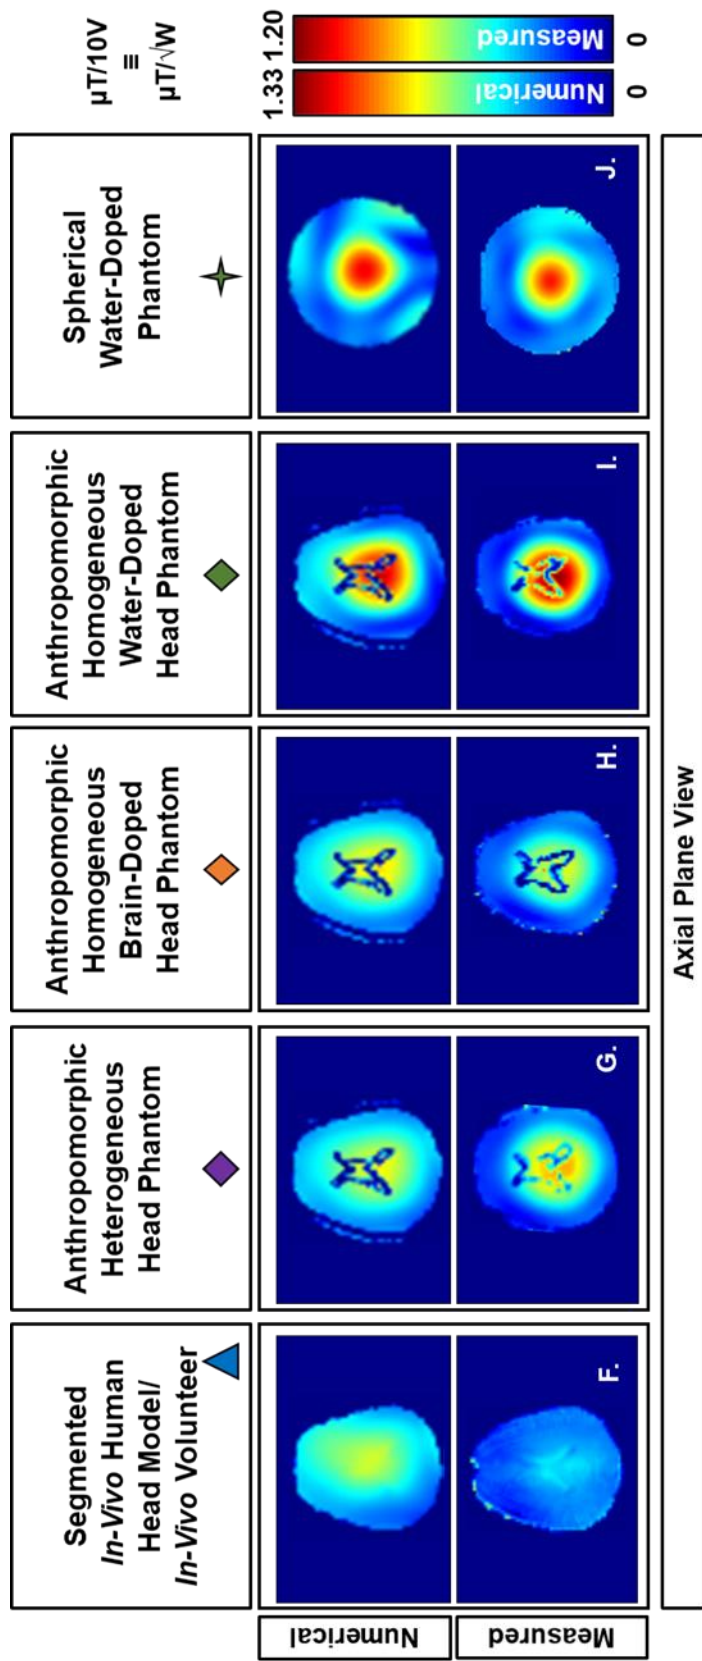 Segmented
In-Vivo Human
Head Model/
In-Vivo Volunteer
Anthropomorphic
Heterogeneous
Head Phantom
Anthropomorphic
Homogeneous
Brain-Doped
Head Phantom
Anthropomorphic
Homogeneous
Water-Doped
Head Phantom
Spherical
Water-Doped
Phantom
µT/10V
≡
µT/√W
Numerical
Measured
F.
G.
H.
I.
J.
1.33
1.20
Numerical
Measured
0
0
Axial Plane View